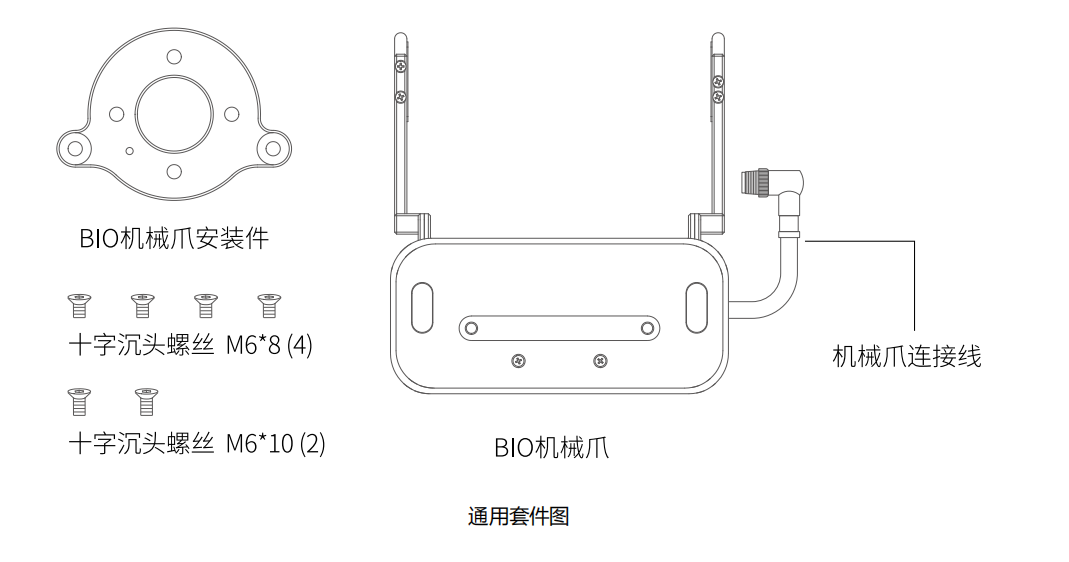 BIO机械爪安装件
十字沉头螺丝 M6*8 (4)
机械爪连接线
十字沉头螺丝 M6*10 (2)
BIO机械爪
通用套件图